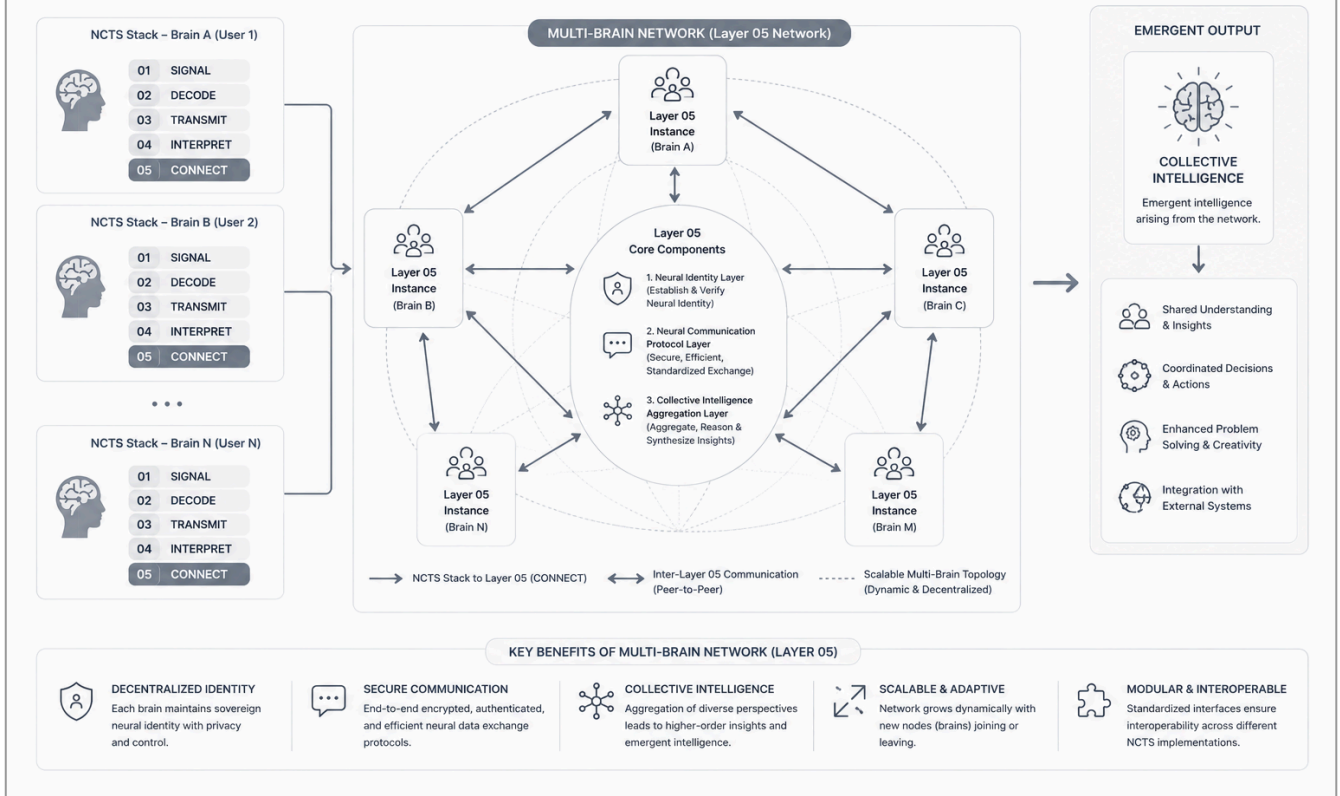 NCTS Stack – Brain A (User 1)
01 SIGNAL
02 DECODE
03 TRANSMIT
04 INTERPRET
05 CONNECT
NCTS Stack – Brain B (User 2)
01 SIGNAL
02 DECODE
03 TRANSMIT
04 INTERPRET
05 CONNECT
...
NCTS Stack – Brain N (User N)
01 SIGNAL
02 DECODE
03 TRANSMIT
04 INTERPRET
05 CONNECT
MULTI-BRAIN NETWORK (Layer 05 Network)
Layer 05
Instance
(Brain A)
Layer 05
Instance
(Brain B)
Layer 05
Core Components
1. Neural Identity Layer
(Establish & Verify
Neural Identity)
2. Neural Communication
Protocol Layer
(Secure, Efficient,
Standardized Exchange)
3. Collective Intelligence
Aggregation Layer
(Aggregate, Reason &
Synthesize Insights)
Layer 05
Instance
(Brain C)
Layer 05
Instance
(Brain N)
Layer 05
Instance
(Brain M)
NCTS Stack to Layer 05 (CONNECT)
Inter-Layer 05 Communication
(Peer-to-Peer)
Scalable Multi-Brain Topology
(Dynamic & Decentralized)
EMERGENT OUTPUT
COLLECTIVE
INTELLIGENCE
Emergent intelligence
arising from the network.
Shared Understanding
& Insights
Coordinated Decisions
& Actions
Enhanced Problem
Solving & Creativity
Integration with
External Systems
KEY BENEFITS OF MULTI-BRAIN NETWORK (LAYER 05)
DECENTRALIZED IDENTITY
Each brain maintains sovereign
neural identity with privacy
and control.
SECURE COMMUNICATION
End-to-end encrypted, authenticated,
and efficient neural data exchange
protocols.
COLLECTIVE INTELLIGENCE
Aggregation of diverse perspectives
leads to higher-order insights and
emergent intelligence.
SCALABLE & ADAPTIVE
Network grows dynamically with
new nodes (brains) joining or
leaving.
MODULAR & INTEROPERABLE
Standardized interfaces ensure
interoperability across different
NCTS implementations.